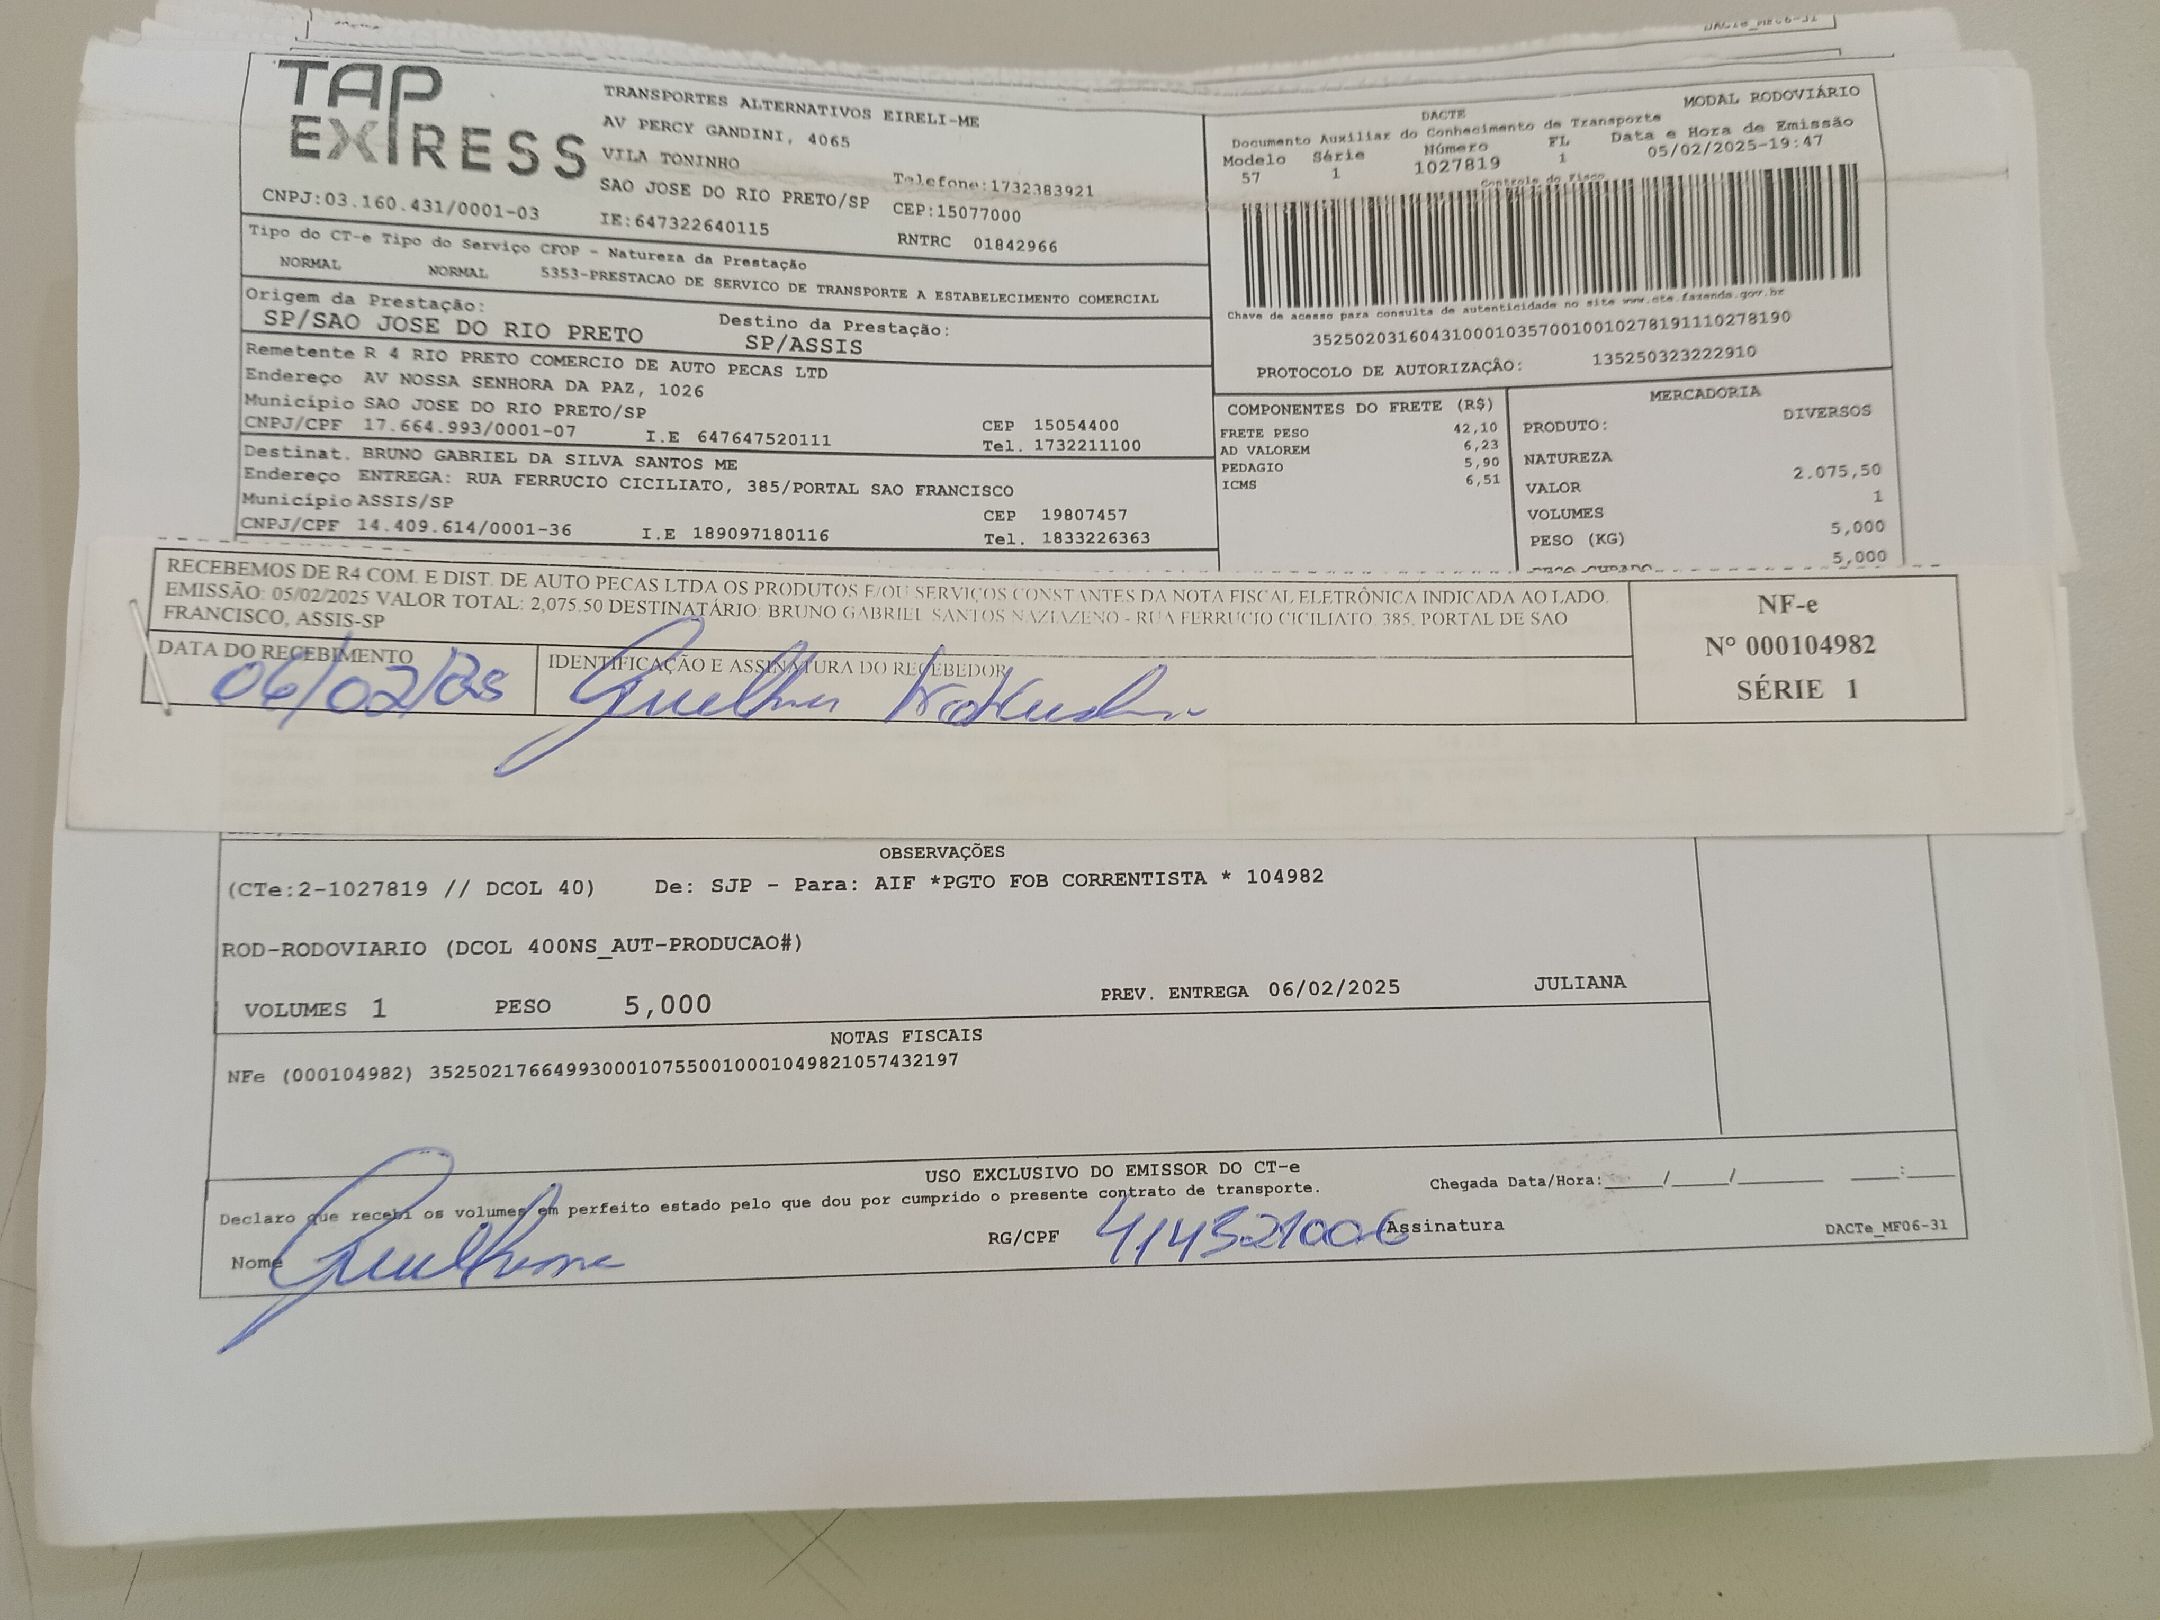 DACTe_MF06-31
TAP EXPRESS
TRANSPORTES ALTERNATIVOS EIRELI-ME
AV PERCY GANDINI, 4065
VILA TONINHO
SAO JOSE DO RIO PRETO/SP
Telefone:1732383921
CEP:15077000
CNPJ:03.160.431/0001-03
IE:647322640115
RNTRC 01842966
DACTE
MODAL RODOVIÁRIO
Documento Auxiliar do Conhecimento de Transporte
Modelo Série Número FL Data e Hora de Emissão
57 1 1027819 1 05/02/2025-19:47
Controle do Fisco
Chave de acesso para consulta de autenticidade no site www.cte.fazenda.gov.br
35250203160431000103570010010278191110278190
PROTOCOLO DE AUTORIZAÇÃO: 135250323222910
Tipo do CT-e Tipo do Serviço CFOP - Natureza da Prestação
NORMAL NORMAL 5353-PRESTACAO DE SERVICO DE TRANSPORTE A ESTABELECIMENTO COMERCIAL
Origem da Prestação: Destino da Prestação:
SP/SAO JOSE DO RIO PRETO SP/ASSIS
Remetente R 4 RIO PRETO COMERCIO DE AUTO PECAS LTD
Endereço AV NOSSA SENHORA DA PAZ, 1026
Município SAO JOSE DO RIO PRETO/SP CEP 15054400
CNPJ/CPF 17.664.993/0001-07 I.E 647647520111 Tel. 1732211100
Destinat. BRUNO GABRIEL DA SILVA SANTOS ME
Endereço ENTREGA: RUA FERRUCIO CICILIATO, 385/PORTAL SAO FRANCISCO
Município ASSIS/SP CEP 19807457
CNPJ/CPF 14.409.614/0001-36 I.E 189097180116 Tel. 1833226363
COMPONENTES DO FRETE (R$)
FRETE PESO 42,10
AD VALOREM 6,23
PEDAGIO 5,90
ICMS 6,51
MERCADORIA
PRODUTO: DIVERSOS
NATUREZA
VALOR 2.075,50
VOLUMES 1
PESO (KG) 5,000
PESO CUBADO 5,000
RECEBEMOS DE R4 COM. E DIST. DE AUTO PECAS LTDA OS PRODUTOS E/OU SERVIÇOS CONSTANTES DA NOTA FISCAL ELETRÔNICA INDICADA AO LADO.
EMISSÃO: 05/02/2025 VALOR TOTAL: 2,075.50 DESTINATÁRIO: BRUNO GABRIEL SANTOS NAZIAZENO - RUA FERRUCIO CICILIATO, 385, PORTAL DE SAO
FRANCISCO, ASSIS-SP
DATA DO RECEBIMENTO
06/02/25
IDENTIFICAÇÃO E ASSINATURA DO RECEBEDOR
NF-e
Nº 000104982
SÉRIE 1
OBSERVAÇÕES
(CTe:2-1027819 // DCOL 40) De: SJP - Para: AIF *PGTO FOB CORRENTISTA * 104982
ROD-RODOVIARIO (DCOL 400NS_AUT-PRODUCAO#)
VOLUMES 1 PESO 5,000 PREV. ENTREGA 06/02/2025 JULIANA
NOTAS FISCAIS
NFe (000104982) 35250217664993000107550010001049821057432197
USO EXCLUSIVO DO EMISSOR DO CT-e
Declaro que recebi os volumes em perfeito estado pelo que dou por cumprido o presente contrato de transporte.
Chegada Data/Hora:_____/_____/________ ____:____
Nome Guilherme RG/CPF 414521006 Assinatura
DACTe_MF06-31